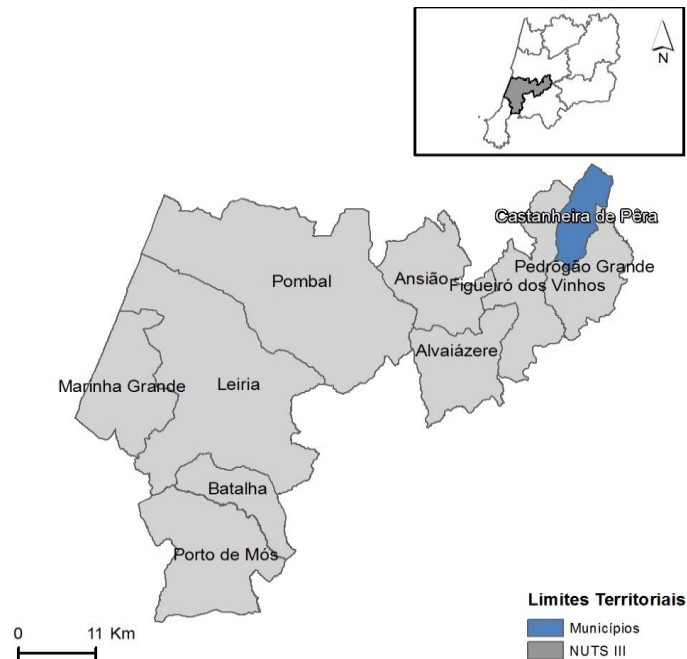 N
Castanheira de Pêra
Pombal
Ansião
Pedrógão Grande
Figueiró dos Vinhos
Alvaiázere
Marinha Grande
Leiria
Batalha
Porto de Mós
Limites Territoriais
0 11 Km
Municípios
NUTS III